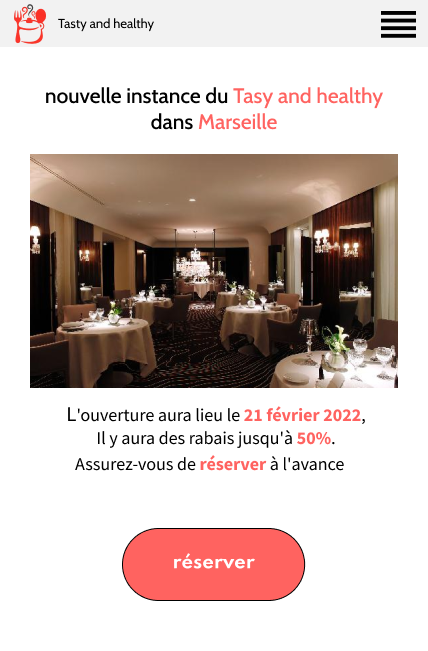 Tasty and healthy
nouvelle instance du Tasy and healthy
dans Marseille
L'ouverture aura lieu le 21 février 2022,
Il y aura des rabais jusqu'à 50%.
Assurez-vous de réserver à l'avance
réserver